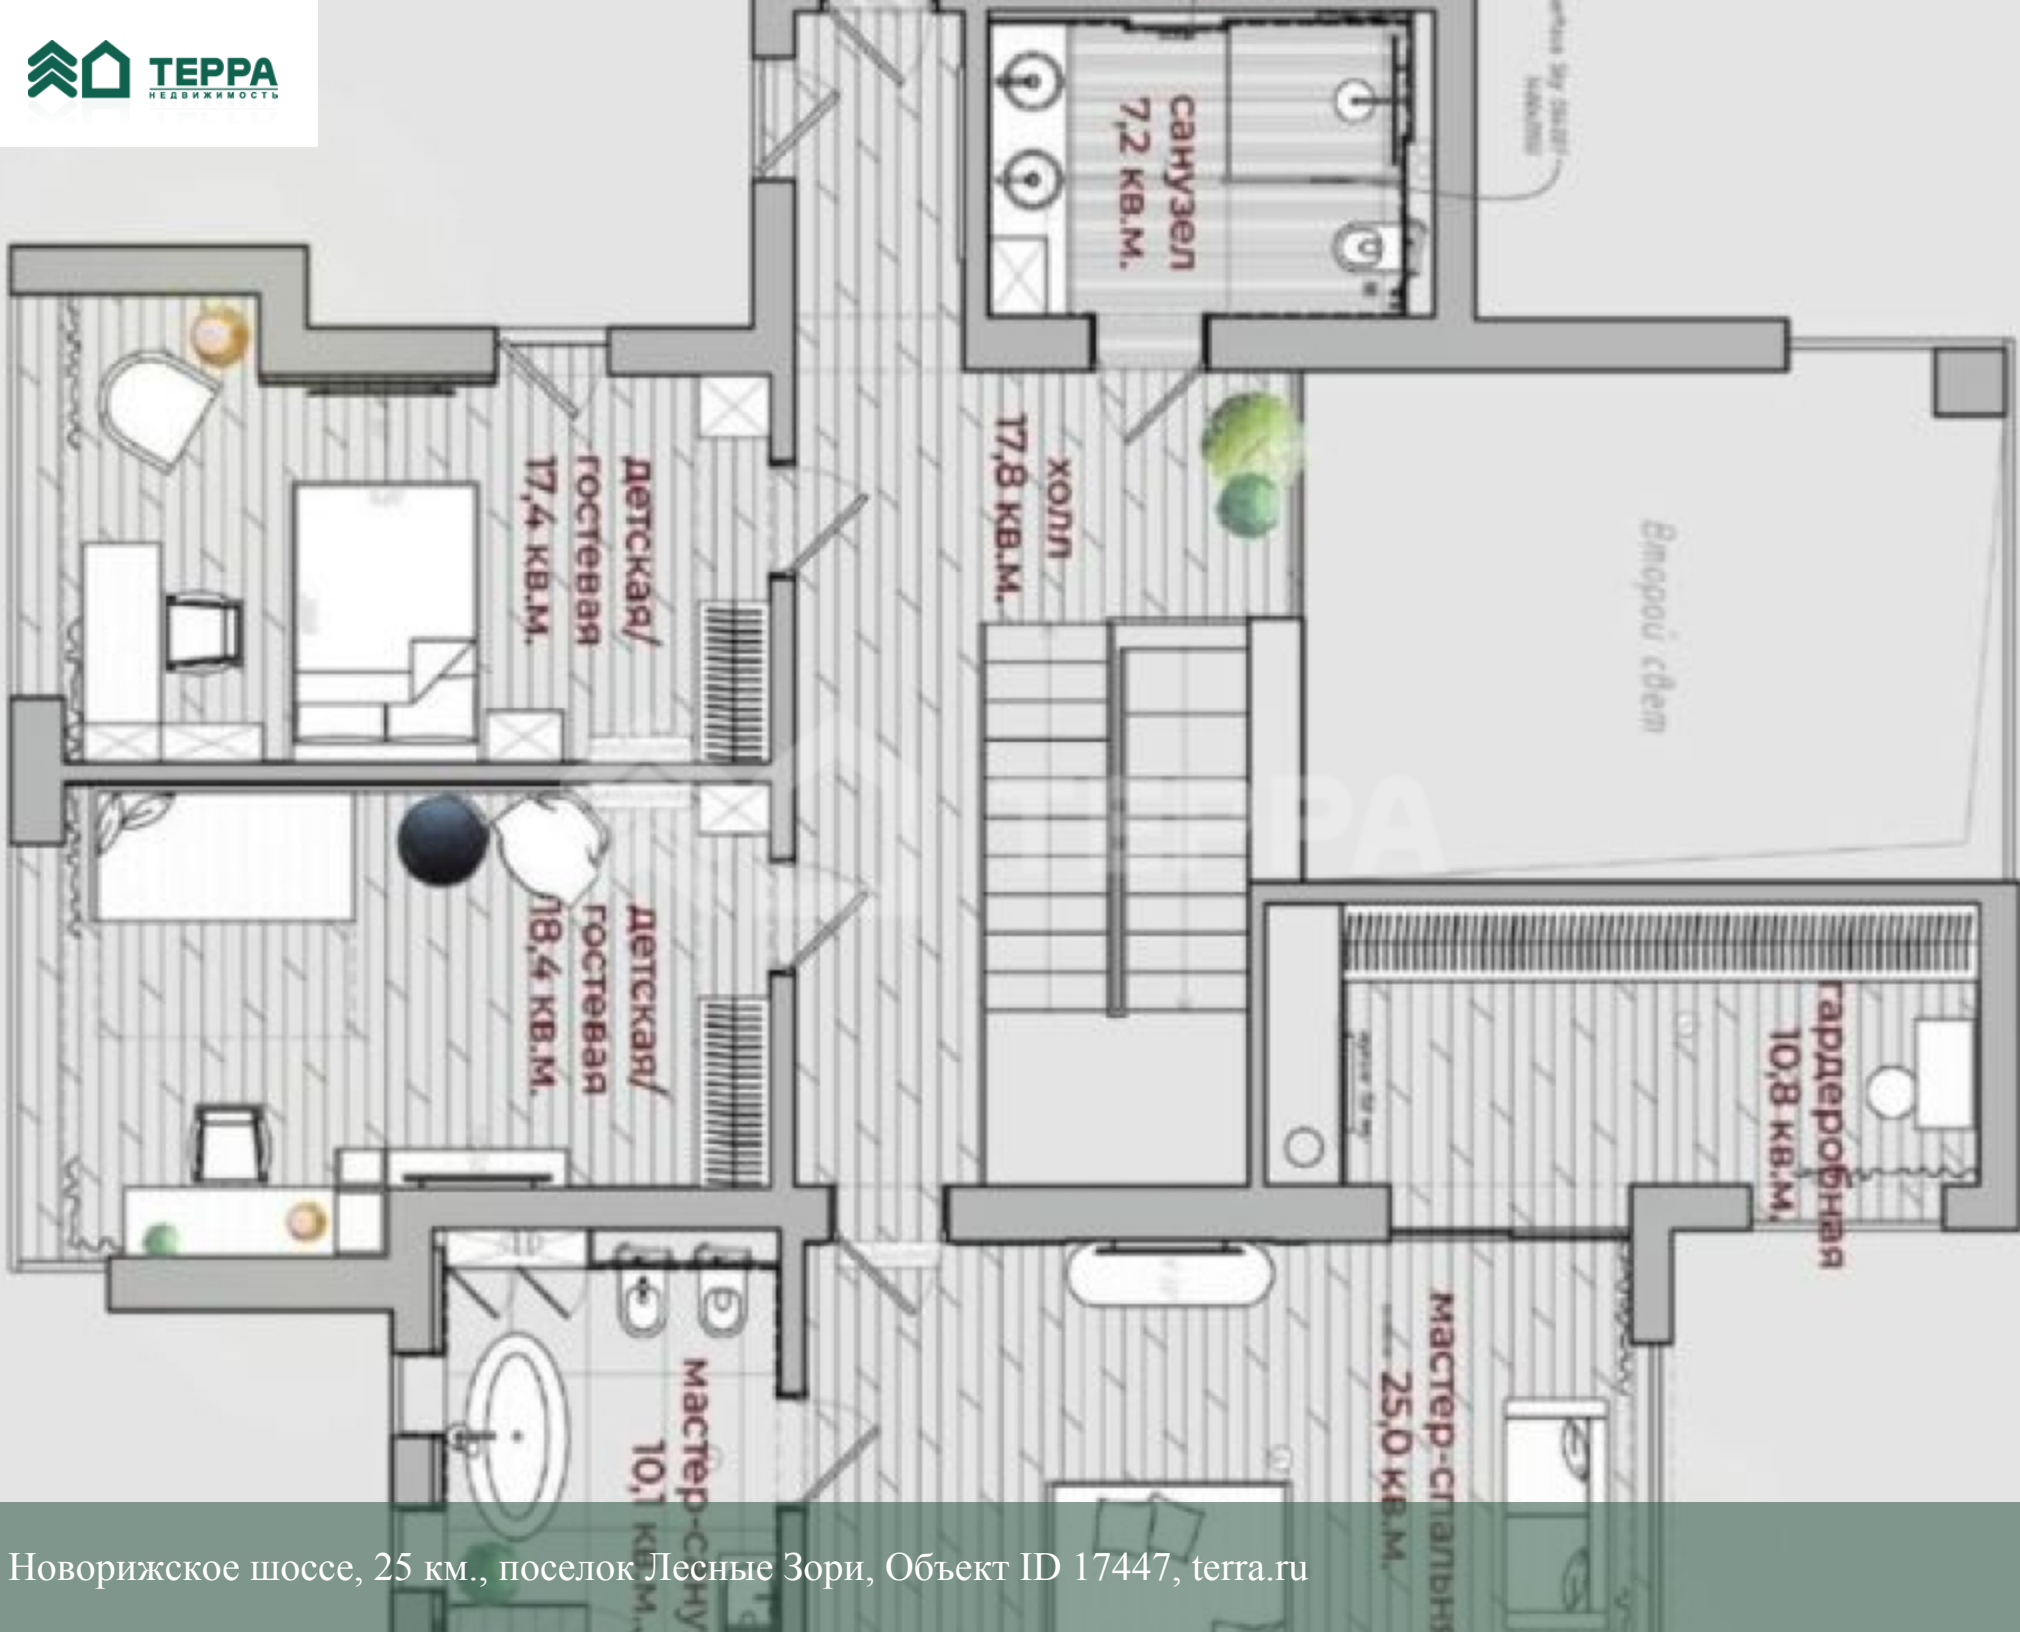 ТЕРРА
НЕДВИЖИМОСТЬ
санузел
7,2 кв.м.
детская/
гостевая
17,4 кв.м.
холл
17,8 кв.м.
Второй свет
ТЕРРА
детская/
гостевая
18,4 кв.м.
гардеробная
10,8 кв.м.
мастер-спальня
25,0 кв.м.
мастер-сану
10,1 кв.м.
Новорижское шоссе, 25 км., поселок Лесные Зори, Объект ID 17447, terra.ru